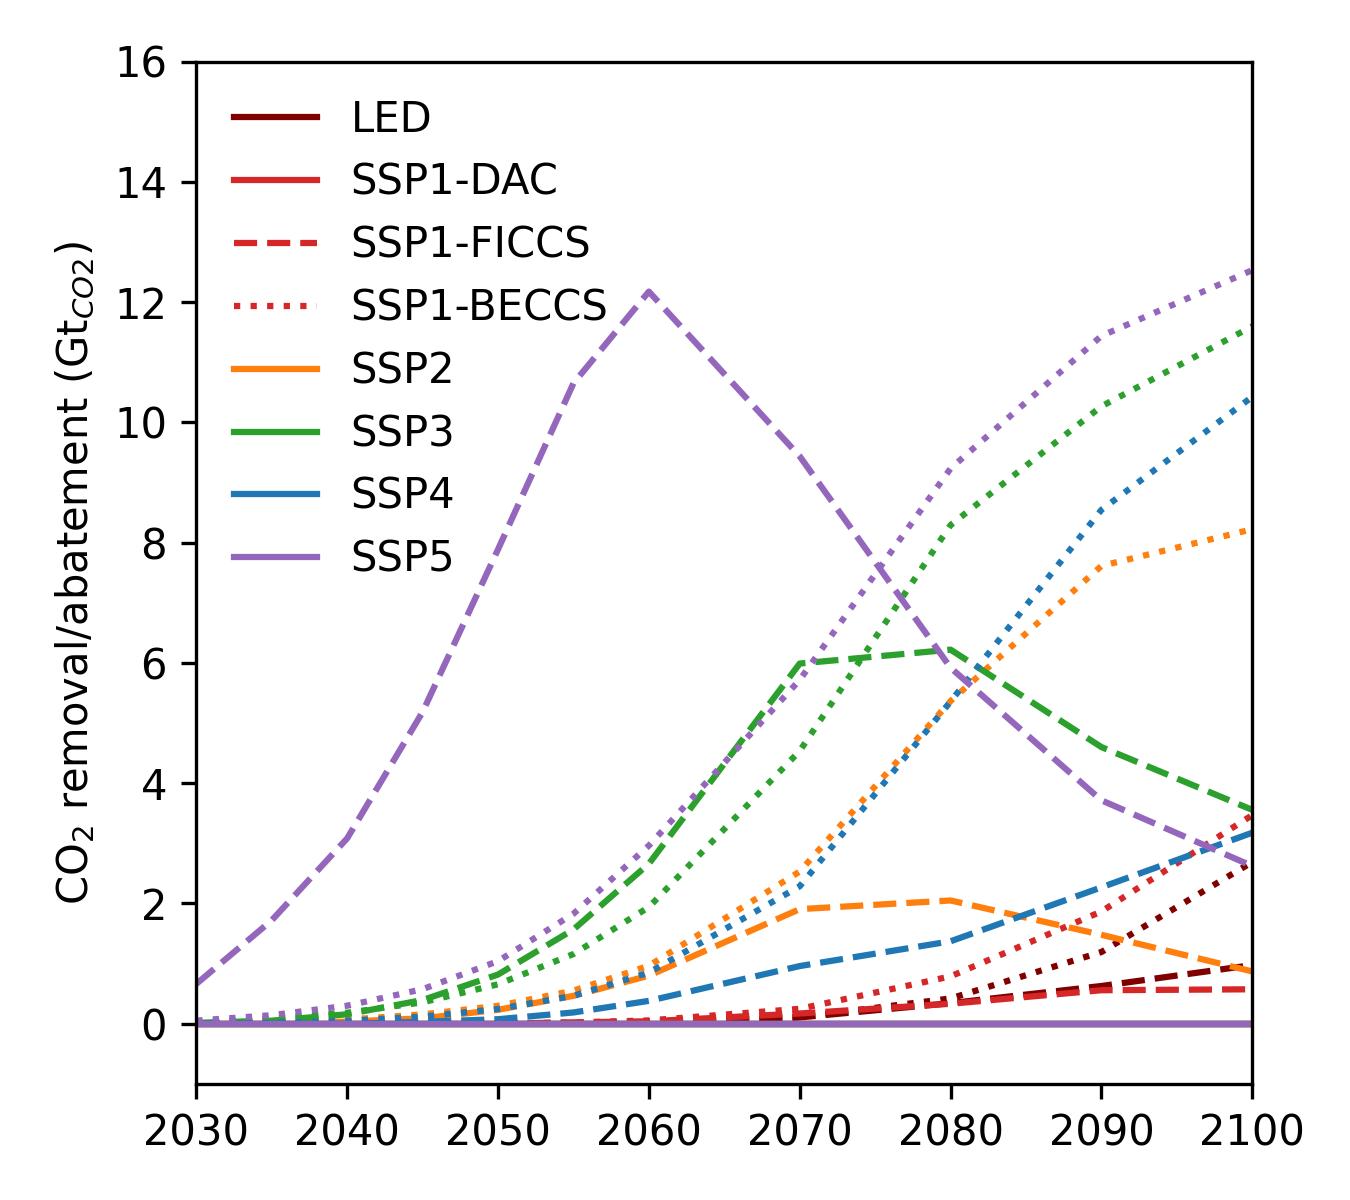 CO2 removal/abatement (GtCO2)
16
14
12
10
8
6
4
2
0
LED
SSP1-DAC
SSP1-FICCS
SSP1-BECCS
SSP2
SSP3
SSP4
SSP5
2030 2040 2050 2060 2070 2080 2090 2100